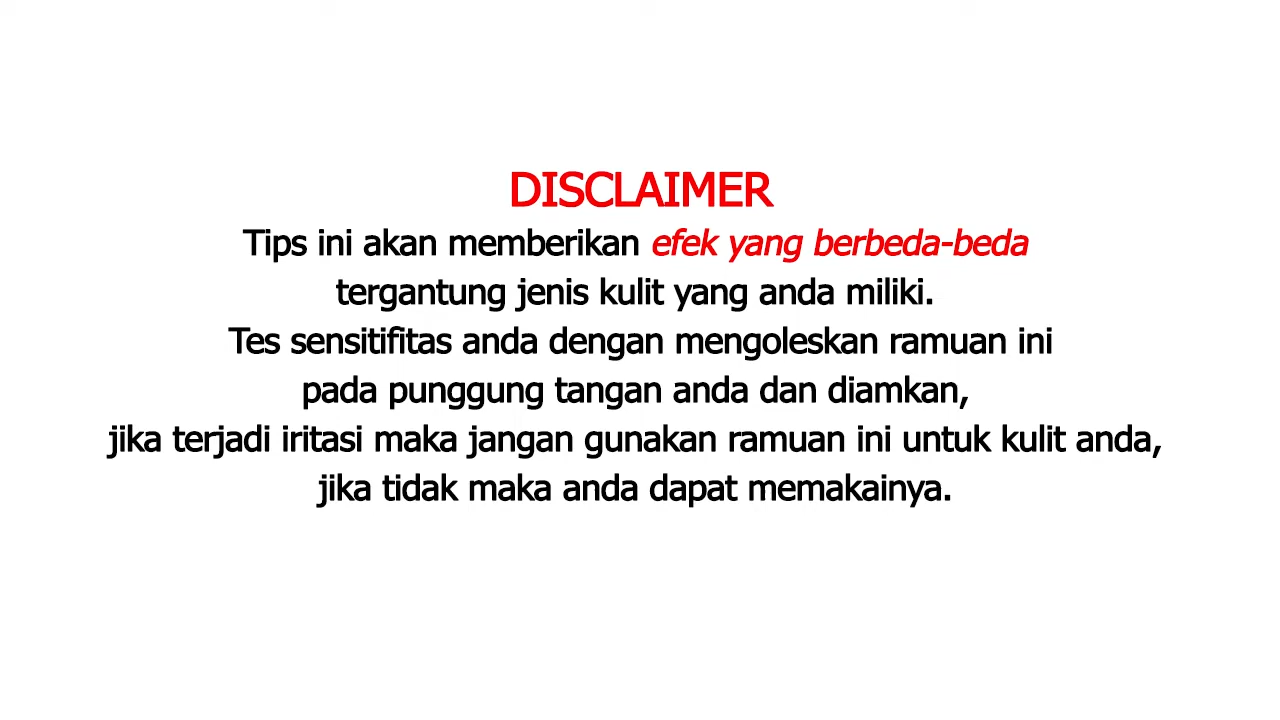 DISCLAIMER
Tips ini akan memberikan efek yang berbeda-beda
tergantung jenis kulit yang anda miliki.
Tes sensitifitas anda dengan mengoleskan ramuan ini
pada punggung tangan anda dan diamkan,
jika terjadi iritasi maka jangan gunakan ramuan ini untuk kulit anda,
jika tidak maka anda dapat memakainya.